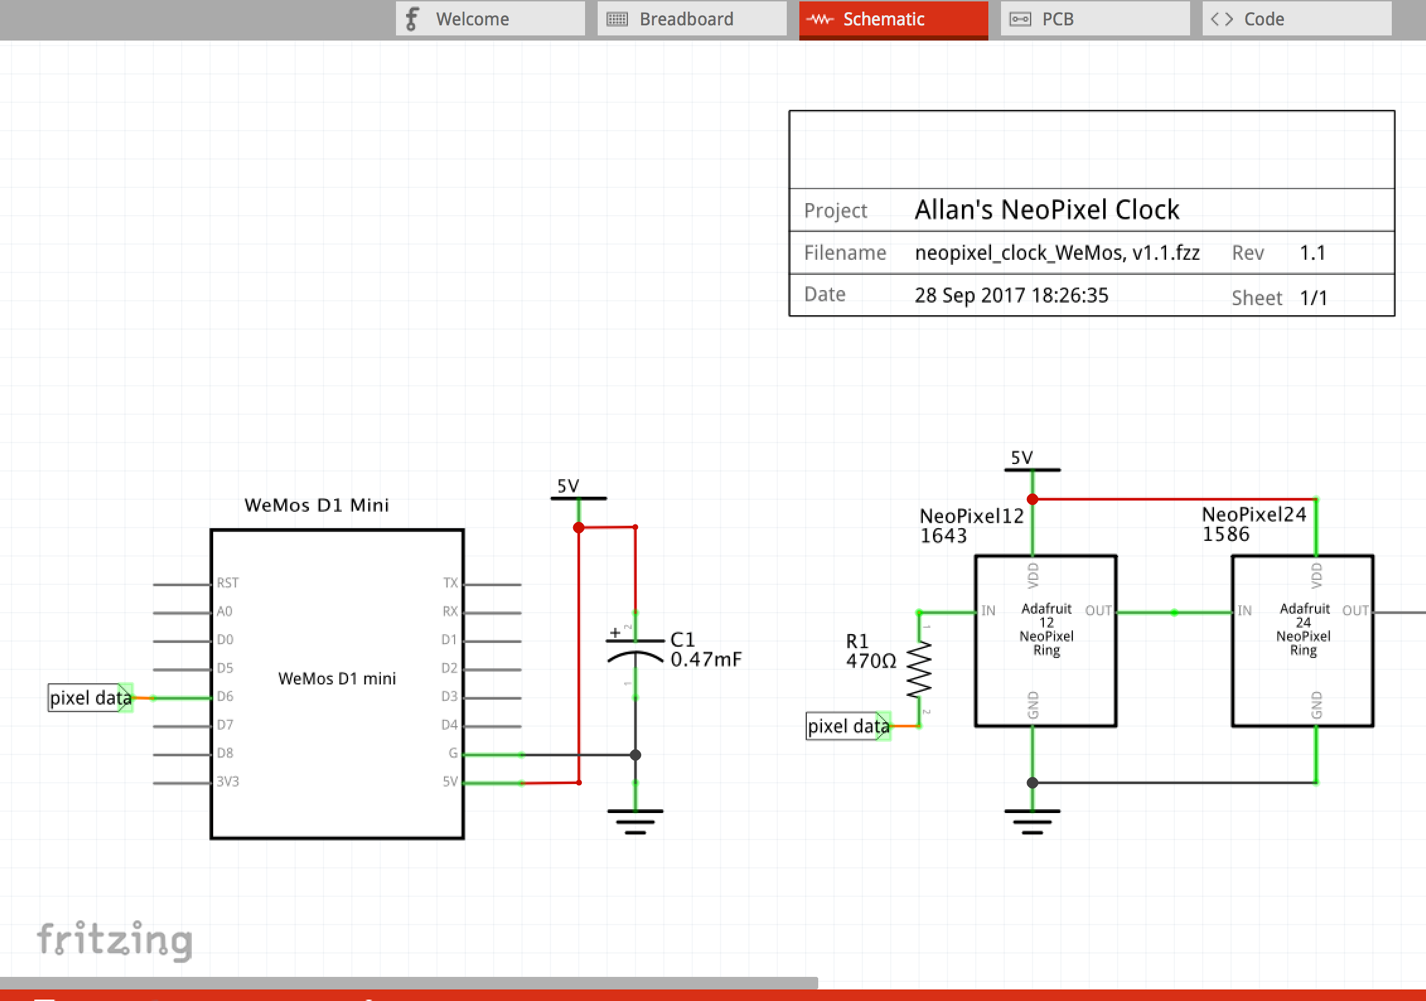 Welcome
Breadboard
Schematic
PCB
Code
Project Allan's NeoPixel Clock
Filename neopixel_clock_WeMos, v1.1.fzz Rev 1.1
Date 28 Sep 2017 18:26:35 Sheet 1/1
WeMos D1 Mini
RST
A0
D0
D5
D6
D7
D8
3V3
WeMos D1 mini
TX
RX
D1
D2
D3
D4
G
5V
pixel data
5V
+
2
1
C1
0.47mF
5V
NeoPixel12
1643
VDD
IN
OUT
GND
Adafruit
12
NeoPixel
Ring
R1
470Ω
1
2
pixel data
NeoPixel24
1586
VDD
IN
OUT
GND
Adafruit
24
NeoPixel
Ring
fritzing